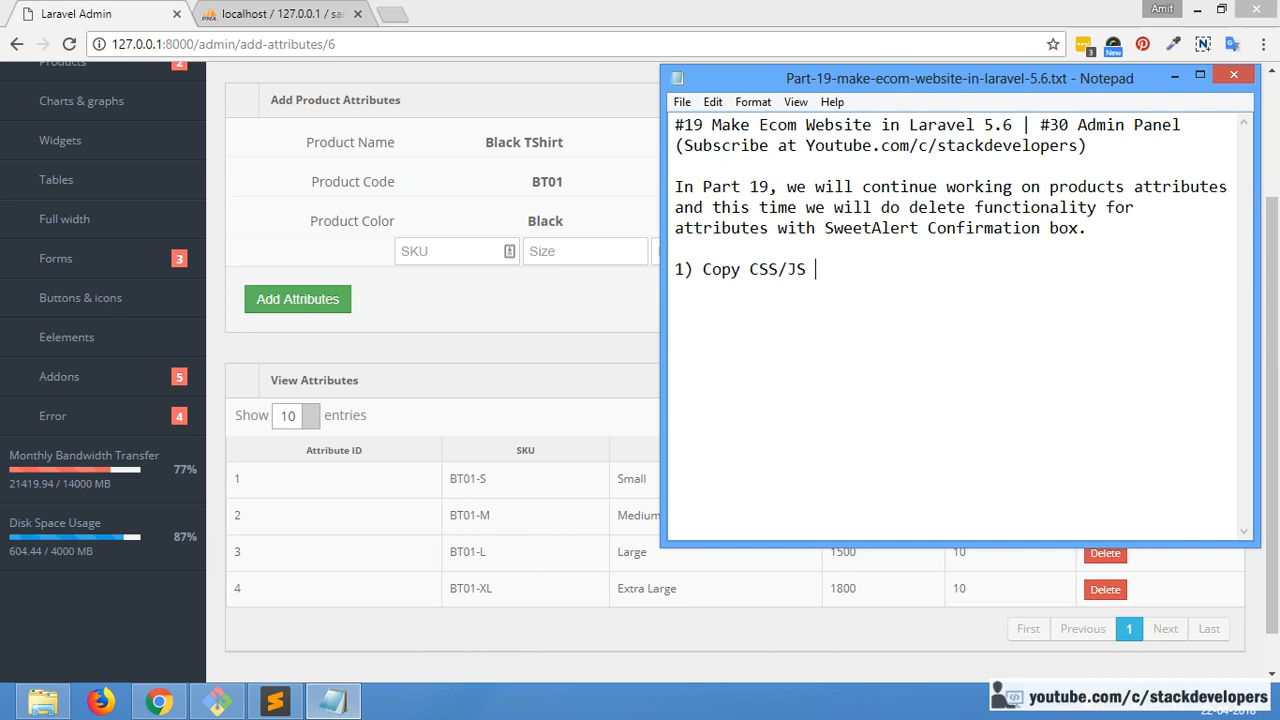 Laravel Admin
localhost / 127.0.0.1 / sar
Amit
127.0.0.1:8000/admin/add-attributes/6
3
New
Products 2
Charts & graphs
Widgets
Tables
Full width
Forms 3
Buttons & icons
Eelements
Addons 5
Error 4
Monthly Bandwidth Transfer
77%
21419.94 / 14000 MB
Disk Space Usage
87%
604.44 / 4000 MB
Add Product Attributes
Product Name Black TShirt
Product Code BT01
Product Color Black
SKU Size
Add Attributes
View Attributes
Show 10 entries
Attribute ID SKU
1 BT01-S Small
2 BT01-M Medium
3 BT01-L Large 1500 10 Delete
4 BT01-XL Extra Large 1800 10 Delete
First Previous 1 Next Last
Part-19-make-ecom-website-in-laravel-5.6.txt - Notepad
File Edit Format View Help
#19 Make Ecom Website in Laravel 5.6 | #30 Admin Panel
(Subscribe at Youtube.com/c/stackdevelopers)
In Part 19, we will continue working on products attributes
and this time we will do delete functionality for
attributes with SweetAlert Confirmation box.
1) Copy CSS/JS
youtube.com/c/stackdevelopers